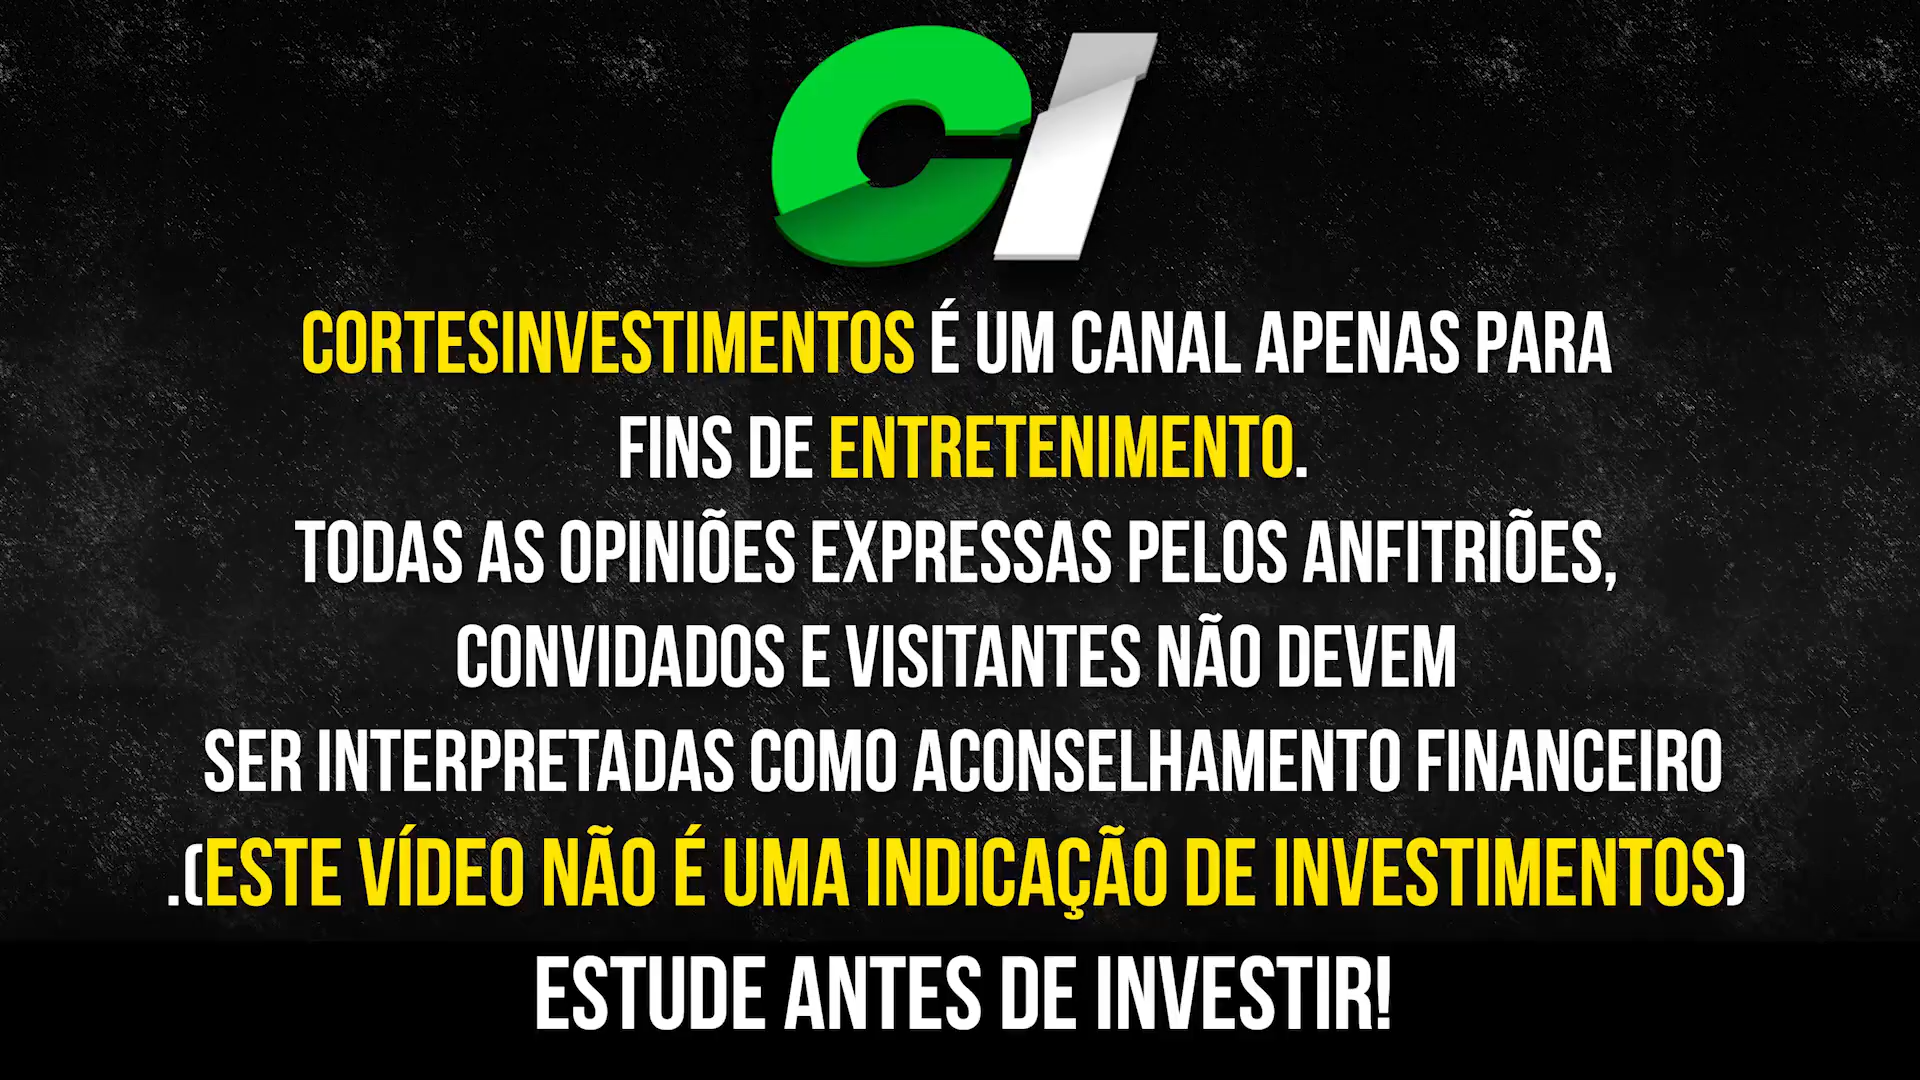 CI
CORTESINVESTIMENTOS É UM CANAL APENAS PARA
FINS DE ENTRETENIMENTO.
TODAS AS OPINIÕES EXPRESSAS PELOS ANFITRIÕES,
CONVIDADOS E VISITANTES NÃO DEVEM
SER INTERPRETADAS COMO ACONSELHAMENTO FINANCEIRO
.(ESTE VÍDEO NÃO É UMA INDICAÇÃO DE INVESTIMENTOS)
ESTUDE ANTES DE INVESTIR!